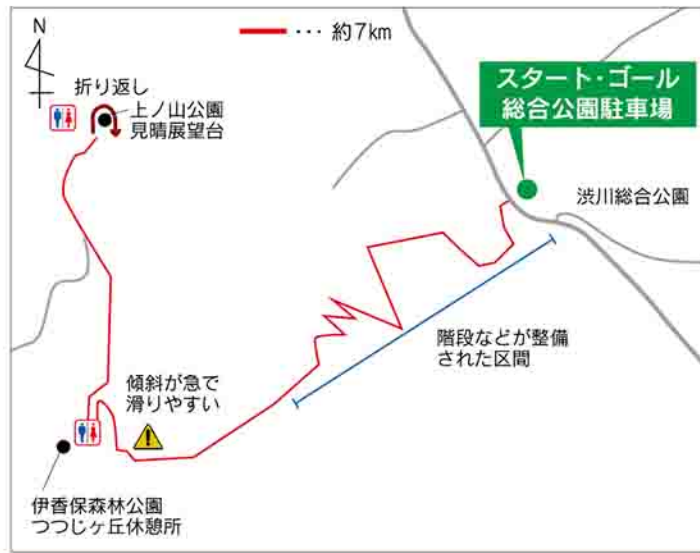 N
… 約7km
折り返し
上ノ山公園
見晴展望台
スタート・ゴール
総合公園駐車場
渋川総合公園
階段などが整備
された区間
傾斜が急で
滑りやすい
伊香保森林公園
つつじヶ丘休憩所